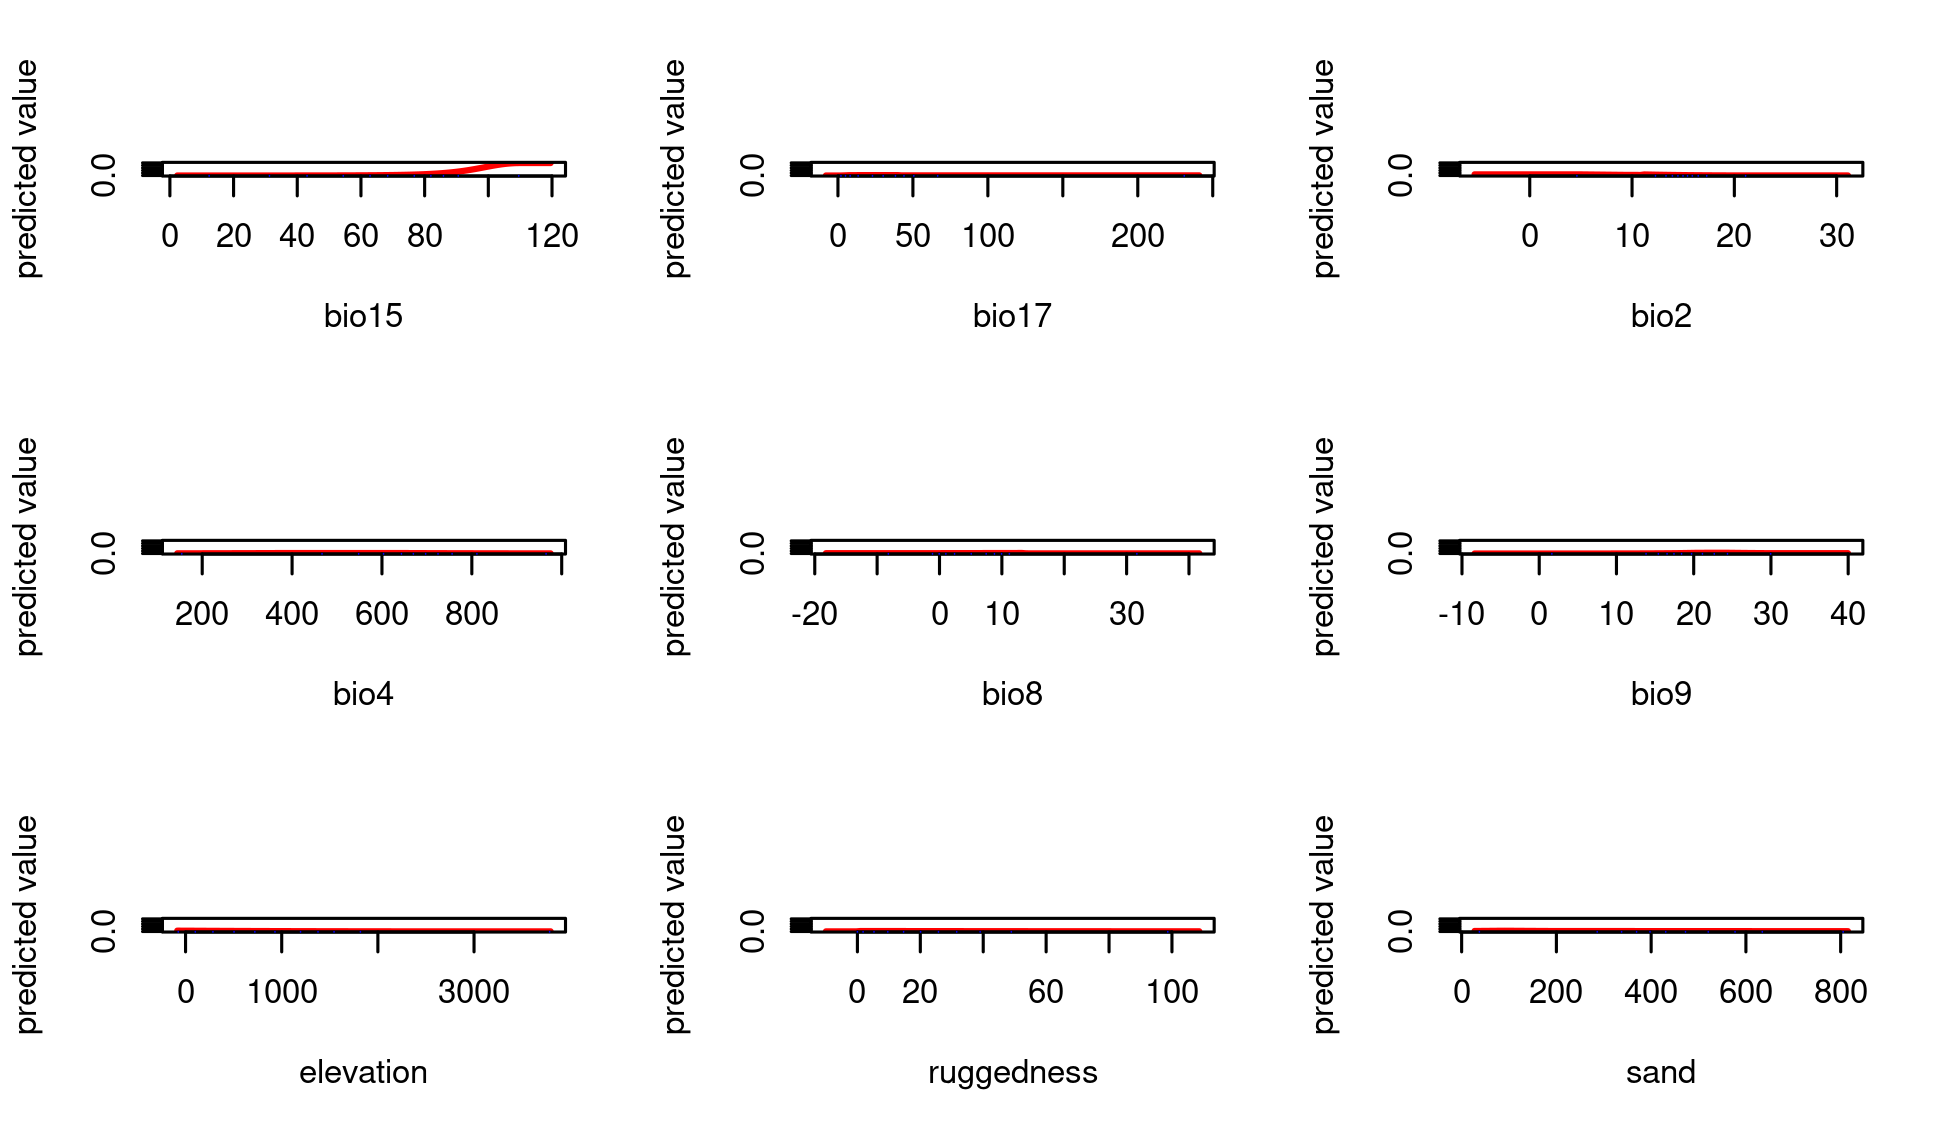 predicted value predicted value predicted value
0.0 0.0 0.0
0 20 40 60 80 120 0 50 100 200 0 10 20 30
bio15 bio17 bio2
predicted value predicted value predicted value
0.0 0.0 0.0
200 400 600 800 -20 0 10 30 -10 0 10 20 30 40
bio4 bio8 bio9
predicted value predicted value predicted value
0.0 0.0 0.0
0 1000 3000 0 20 60 100 0 200 400 600 800
elevation ruggedness sand